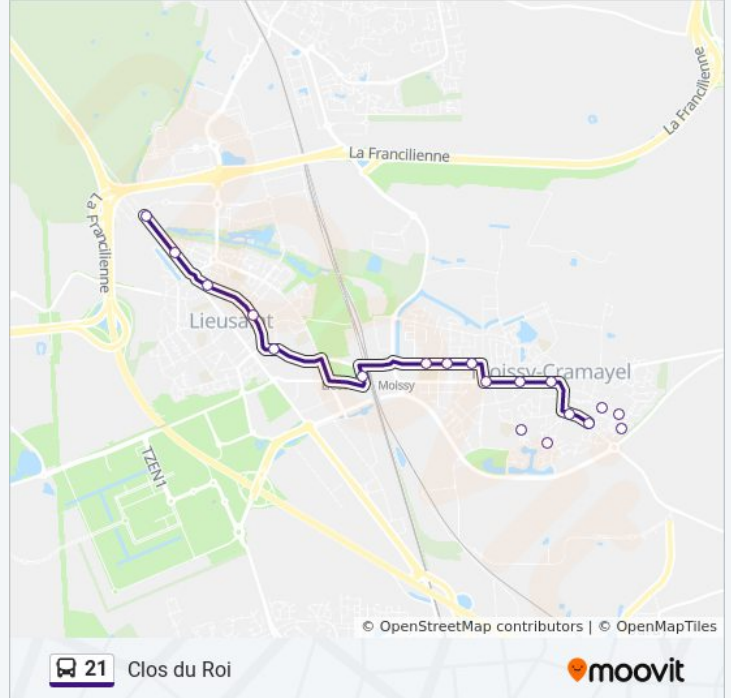 La Francilienne
La Francilienne
La Francilienne
Lieusaint
Moissy-Cramayel
Moissy
TZEN1
© OpenStreetMap contributors | © OpenMapTiles
21 Clos du Roi
moovit